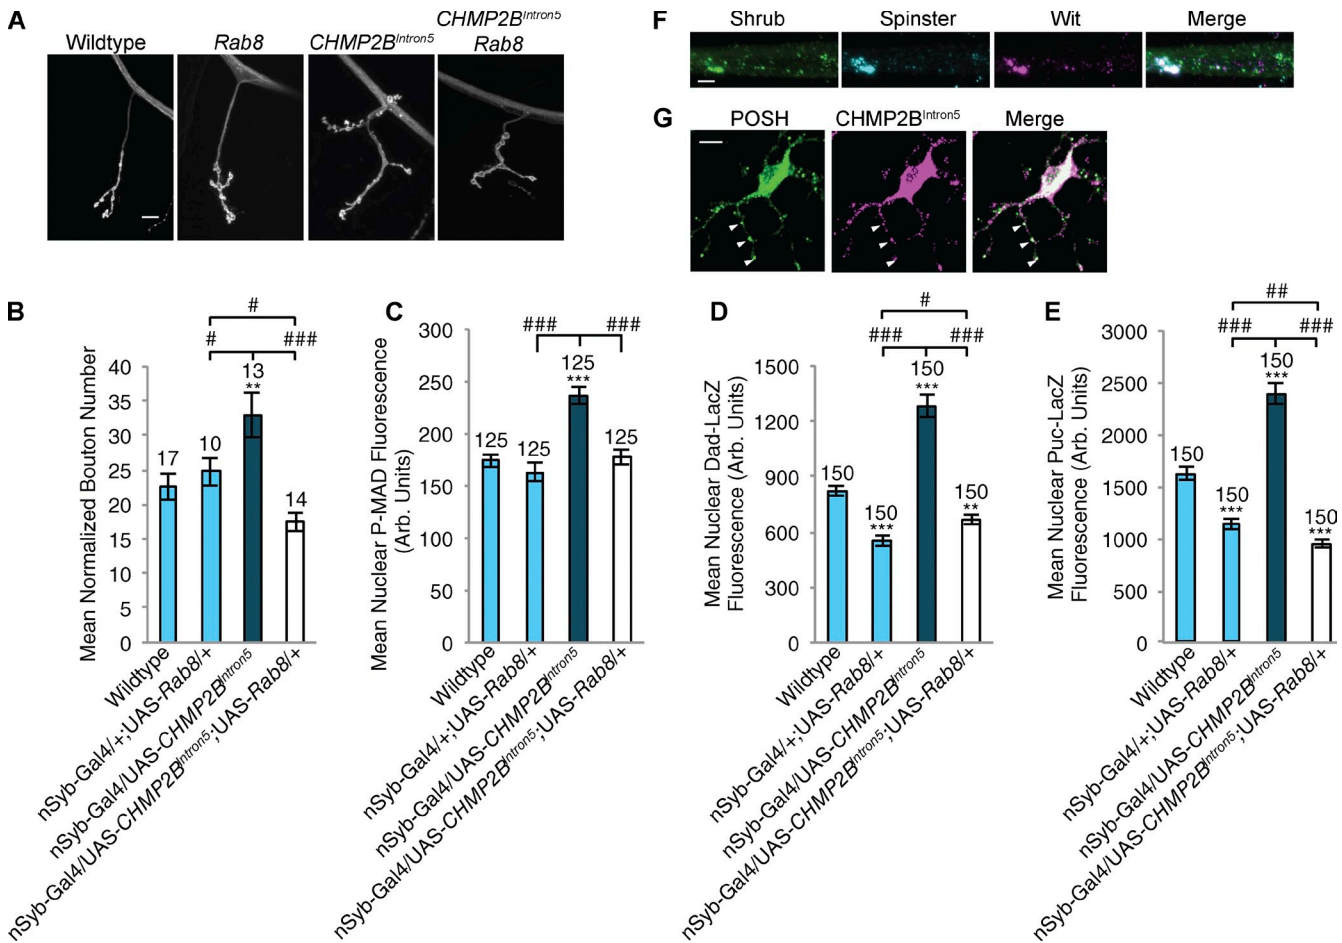 A
Wildtype
Rab8
CHMP2B^Intron5
CHMP2B^Intron5
Rab8
F
Shrub
Spinster
Wit
Merge
G
POSH
CHMP2B^Intron5
Merge
B
Mean Normalized Bouton Number
40
35
30
25
20
15
10
5
0
#
#
###
17
10
13
**
14
Wildtype
nSyb-Gal4/+;UAS-Rab8/+
nSyb-Gal4/UAS-CHMP2B^Intron5
nSyb-Gal4/UAS-CHMP2B^Intron5;UAS-Rab8/+
C
Mean Nuclear P-MAD Fluorescence
(Arb. Units)
300
250
200
150
100
50
0
###
###
125
125
125
***
125
Wildtype
nSyb-Gal4/+;UAS-Rab8/+
nSyb-Gal4/UAS-CHMP2B^Intron5
nSyb-Gal4/UAS-CHMP2B^Intron5;UAS-Rab8/+
D
Mean Nuclear Dad-LacZ
Fluorescence (Arb. Units)
1500
1200
900
600
300
0
#
###
###
150
150
***
150
***
150
**
Wildtype
nSyb-Gal4/+;UAS-Rab8/+
nSyb-Gal4/UAS-CHMP2B^Intron5
nSyb-Gal4/UAS-CHMP2B^Intron5;UAS-Rab8/+
E
Mean Nuclear Puc-LacZ
Fluorescence (Arb. Units)
3000
2500
2000
1500
1000
500
0
##
###
###
150
150
***
150
***
150
***
Wildtype
nSyb-Gal4/+;UAS-Rab8/+
nSyb-Gal4/UAS-CHMP2B^Intron5
nSyb-Gal4/UAS-CHMP2B^Intron5;UAS-Rab8/+